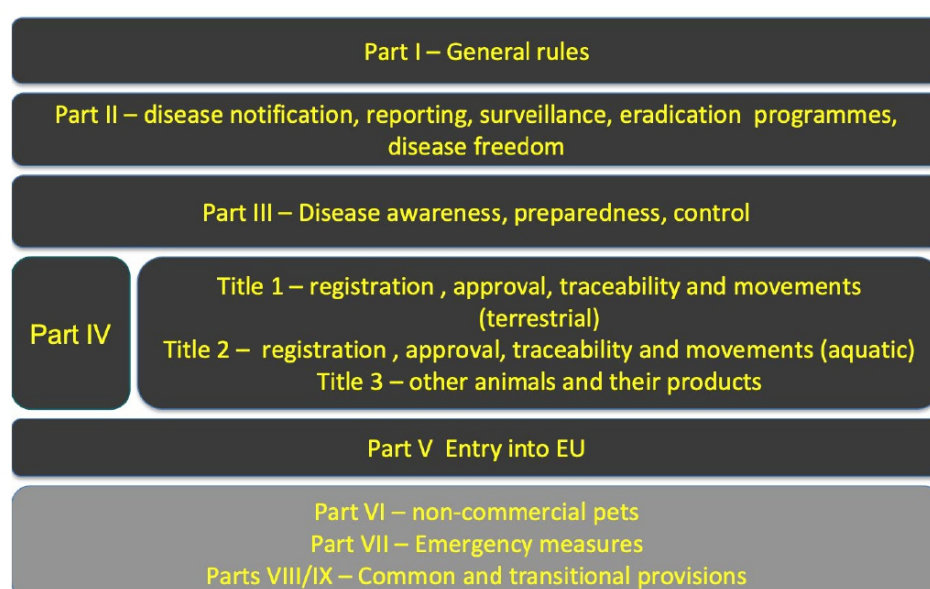 Part I – General rules
Part II – disease notification, reporting, surveillance, eradication programmes,
disease freedom
Part III – Disease awareness, preparedness, control
Part IV
Title 1 – registration , approval, traceability and movements
(terrestrial)
Title 2 – registration , approval, traceability and movements (aquatic)
Title 3 – other animals and their products
Part V Entry into EU
Part VI – non-commercial pets
Part VII – Emergency measures
Parts VIII/IX – Common and transitional provisions